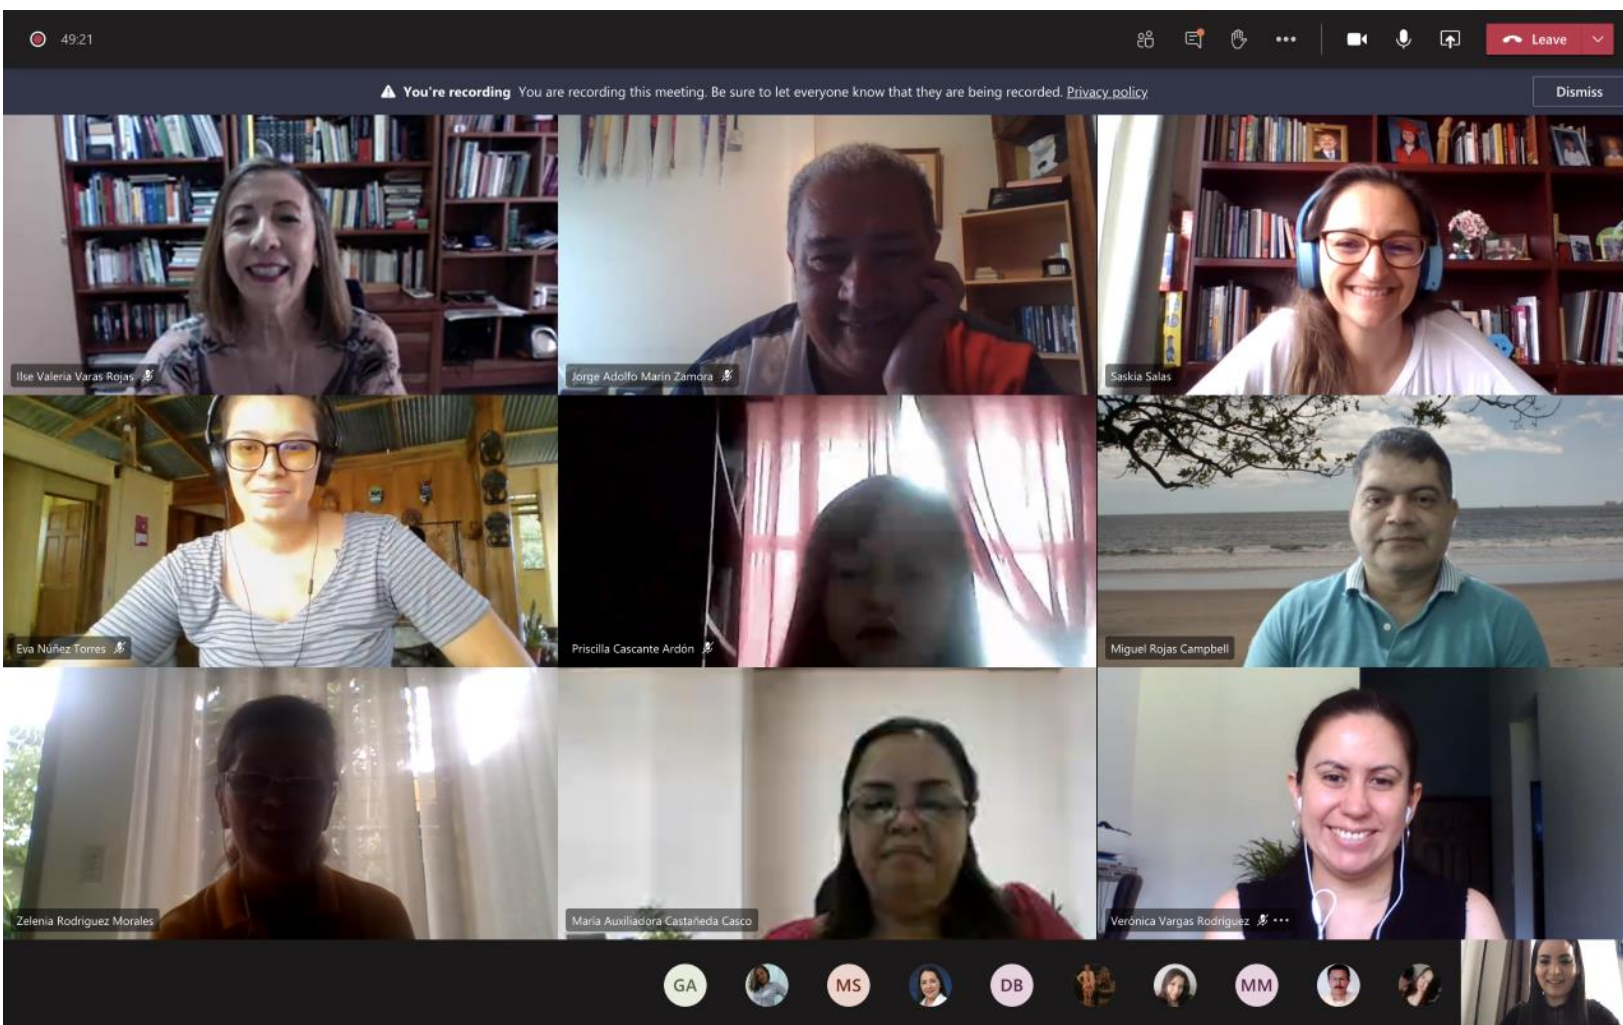 49:21
Leave
You're recording You are recording this meeting. Be sure to let everyone know that they are being recorded. Privacy policy
Dismiss
Ilse Valeria Varas Rojas
Jorge Adolfo Marín Zamora
Saskia Salas
Eva Núñez Torres
Priscilla Cascante Ardón
Miguel Rojas Campbell
Zelenia Rodriguez Morales
María Auxiliadora Castañeda Casco
Verónica Vargas Rodriguez
GA
MS
DB
MM